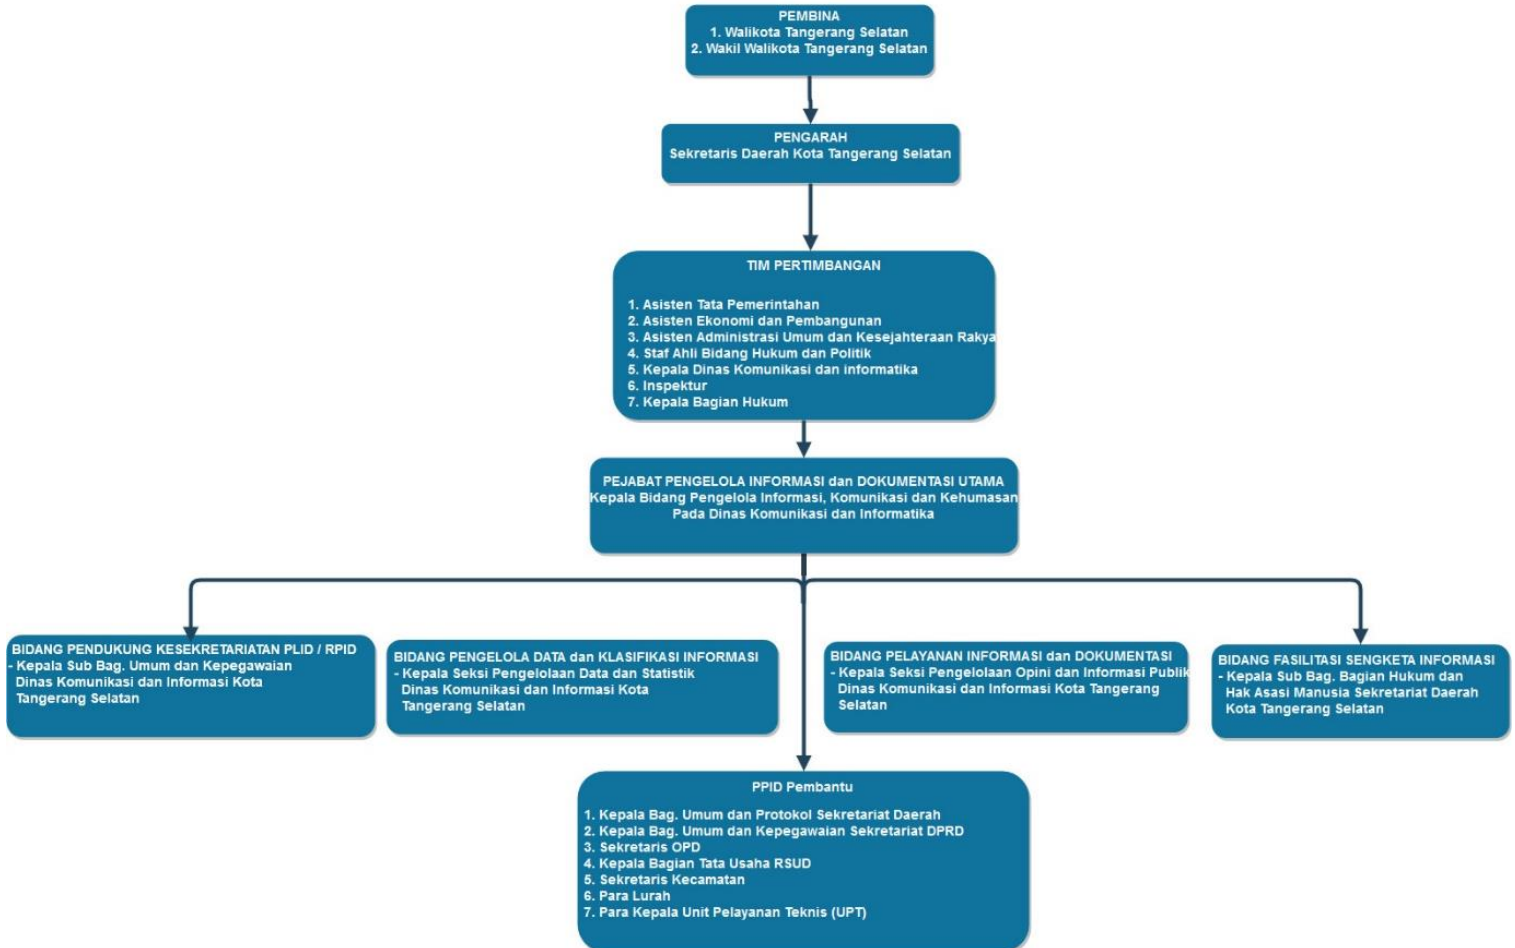 PEMBINA
1. Walikota Tangerang Selatan
2. Wakil Walikota Tangerang Selatan
PENGARAH
Sekretaris Daerah Kota Tangerang Selatan
TIM PERTIMBANGAN
1. Asisten Tata Pemerintahan
2. Asisten Ekonomi dan Pembangunan
3. Asisten Administrasi Umum dan Kesejahteraan Rakya
4. Staf Ahli Bidang Hukum dan Politik
5. Kepala Dinas Komunikasi dan informatika
6. Inspektur
7. Kepala Bagian Hukum
PEJABAT PENGELOLA INFORMASI dan DOKUMENTASI UTAMA
Kepala Bidang Pengelola Informasi, Komunikasi dan Kehumasan
Pada Dinas Komunikasi dan Informatika
BIDANG PENDUKUNG KESEKRETARIATAN PLID / RPID
- Kepala Sub Bag. Umum dan Kepegawaian
Dinas Komunikasi dan Informasi Kota
Tangerang Selatan
BIDANG PENGELOLA DATA dan KLASIFIKASI INFORMASI
- Kepala Seksi Pengelolaan Data dan Statistik
Dinas Komunikasi dan Informasi Kota
Tangerang Selatan
BIDANG PELAYANAN INFORMASI dan DOKUMENTASI
- Kepala Seksi Pengelolaan Opini dan Informasi Publik
Dinas Komunikasi dan Informasi Kota Tangerang
Selatan
BIDANG FASILITASI SENGKETA INFORMASI
- Kepala Sub Bag. Bagian Hukum dan
Hak Asasi Manusia Sekretariat Daerah
Kota Tangerang Selatan
PPID Pembantu
1. Kepala Bag. Umum dan Protokol Sekretariat Daerah
2. Kepala Bag. Umum dan Kepegawaian Sekretariat DPRD
3. Sekretaris OPD
4. Kepala Bagian Tata Usaha RSUD
5. Sekretaris Kecamatan
6. Para Lurah
7. Para Kepala Unit Pelayanan Teknis (UPT)